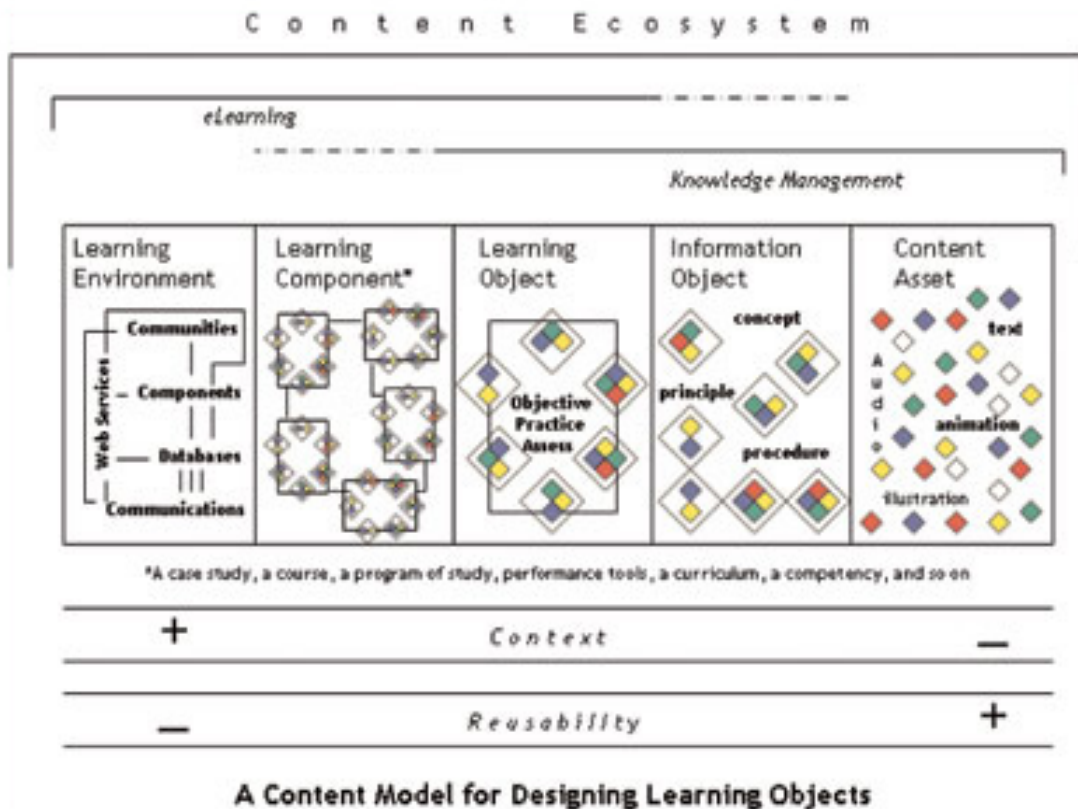 Content Ecosystem
eLearning
Knowledge Management
Learning Environment
Communities
Web Services
Components
Databases
Communications
Learning Component*
Learning Object
Objective
Practice
Assess
Information Object
concept
principle
procedure
Content Asset
text
Audio
animation
illustration
*A case study, a course, a program of study, performance tools, a curriculum, a competency, and so on
+ Context –
– Reusability +
A Content Model for Designing Learning Objects